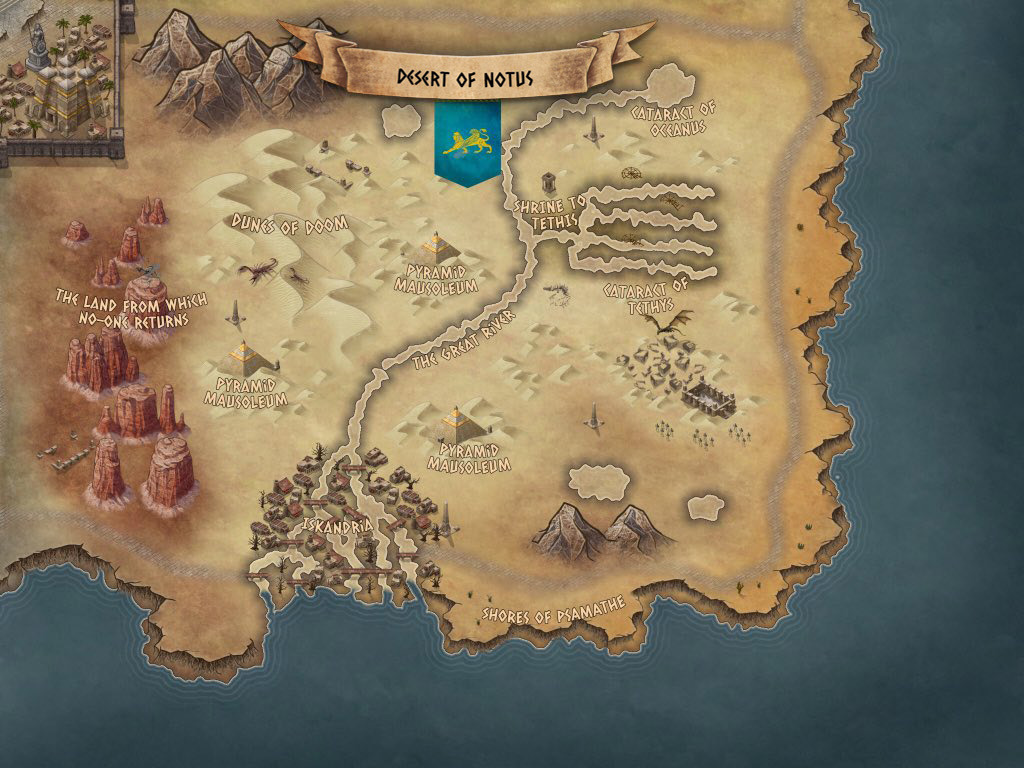 DESERT OF NOTUS
CATARACT OF
OCEANUS
SHRINE TO
TETHIS
DUNES OF DOOM
PYRAMID
MAUSOLEUM
CATARACT OF
TETHYS
THE LAND FROM WHICH
NO-ONE RETURNS
THE GREAT RIVER
PYRAMID
MAUSOLEUM
PYRAMID
MAUSOLEUM
ISKANDRIA
SHORES OF PSAMATHE